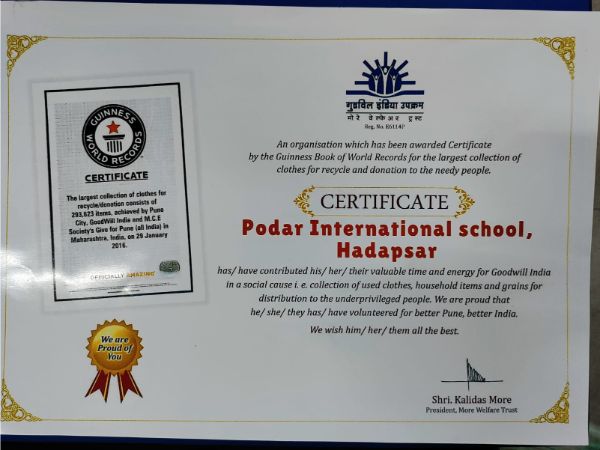 गुडविल इंडिया उपक्रम
मोरे वेल्फेअर ट्रस्ट
Reg. No. E6114P
An organisation which has been awarded Certificate
by the Guinness Book of World Records for the largest collection of
clothes for recycle and donation to the needy people.
CERTIFICATE
Podar International school,
Hadapsar
has/ have contributed his/ her/ their valuable time and energy for Goodwill India
in a social cause i. e. collection of used clothes, household items and grains for
distribution to the underprivileged people. We are proud that
he/ she/ they has/ have volunteered for better Pune, better India.
We wish him/ her/ them all the best.
Shri. Kalidas More
President, More Welfare Trust
GUINNESS
WORLD RECORDS
CERTIFICATE
The largest collection of clothes for
recycle/donation consists of
293,623 items, achieved by Pune
City, GoodWill India and M.C.E
Society's Give for Pune (all India) in
Maharashtra, India, on 29 January
2016.
OFFICIALLY AMAZING
We are
Proud of
You